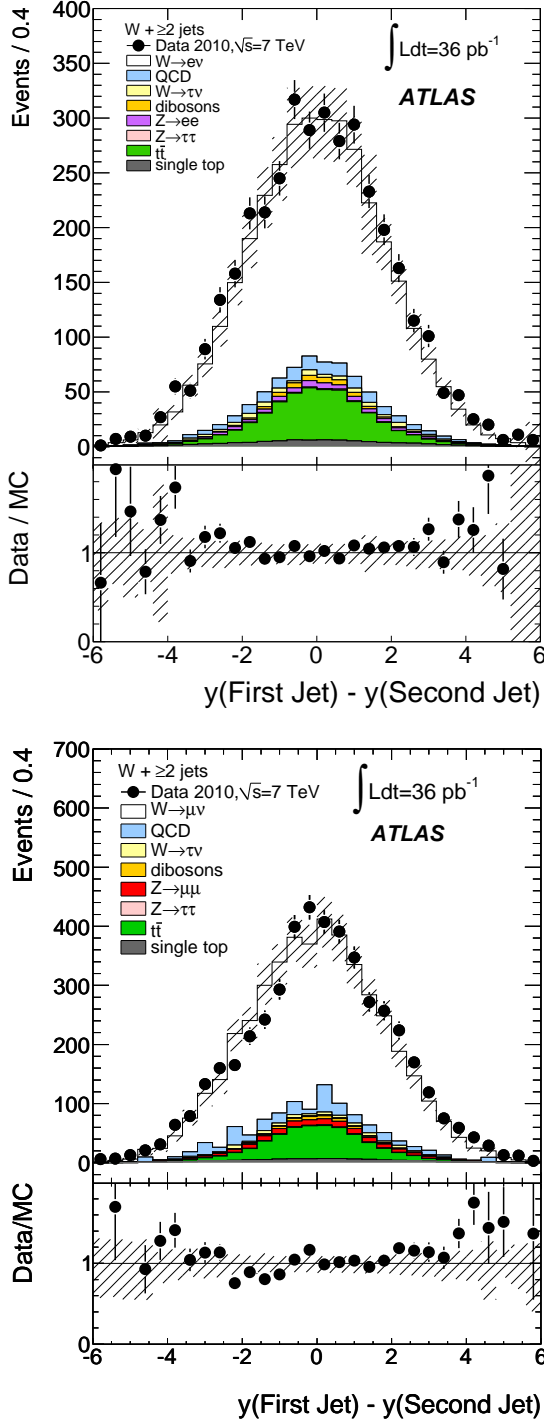 400
350
300
250
200
150
100
50
0
Events / 0.4
W + ≥2 jets
Data 2010,√s=7 TeV
W→eν
QCD
W→τν
dibosons
Z→ee
Z→ττ
tt̄
single top
∫Ldt=36 pb⁻¹
ATLAS
Data / MC
1
0
-6 -4 -2 0 2 4 6
y(First Jet) - y(Second Jet)
700
600
500
400
300
200
100
0
Events / 0.4
W + ≥2 jets
Data 2010,√s=7 TeV
W→μν
QCD
W→τν
dibosons
Z→μμ
Z→ττ
tt̄
single top
∫Ldt=36 pb⁻¹
ATLAS
Data/MC
1
0
-6 -4 -2 0 2 4 6
y(First Jet) - y(Second Jet)